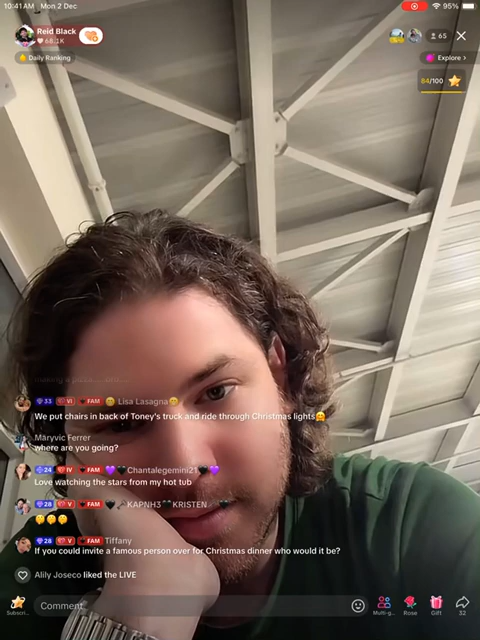 10:41 AM Mon 2 Dec
95%
Reid Black
68.1K
65
Daily Ranking
Explore >
84/100
33 VI FAM Lisa Lasagna
We put chairs in back of Toney's truck and ride through Christmas lights🥰
Maryvic Ferrer
where are you going?
24 IV FAM 💜🖤Chantalegemini21🖤💜
Love watching the stars from my hot tub
28 V FAM KAPNH3 KRISTEN
🤫🤫🤫
28 V FAM Tiffany
If you could invite a famous person over for Christmas dinner who would it be?
Alily Joseco liked the LIVE
Comment
Subscri...
Multi-g...
Rose
Gift
32